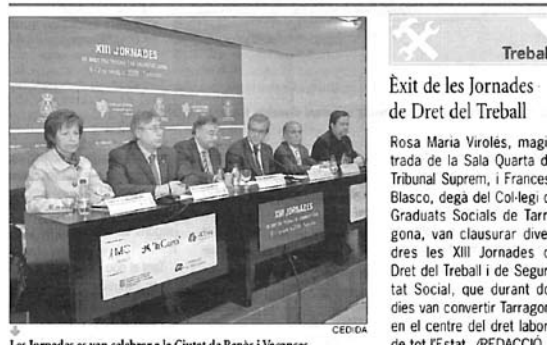 XIII JORNADES
XIII JORNADES
CEDIDA
Les Jornades es van celebrar a la Ciutat de Repòs i Vacances
Trebal
Èxit de les Jornades
de Dret del Treball
Rosa Maria Virolés, magi
trada de la Sala Quarta d
Tribunal Suprem, i Frances
Blasco, degà del Col·legi d
Graduats Socials de Tarr
gona, van clausurar dive
dres les XIII Jornades d
Dret del Treball i de Segur
tat Social, que durant do
dies van convertir Tarragon
en el centre del dret labor
de tot l'Estat. /REDACCIÓ